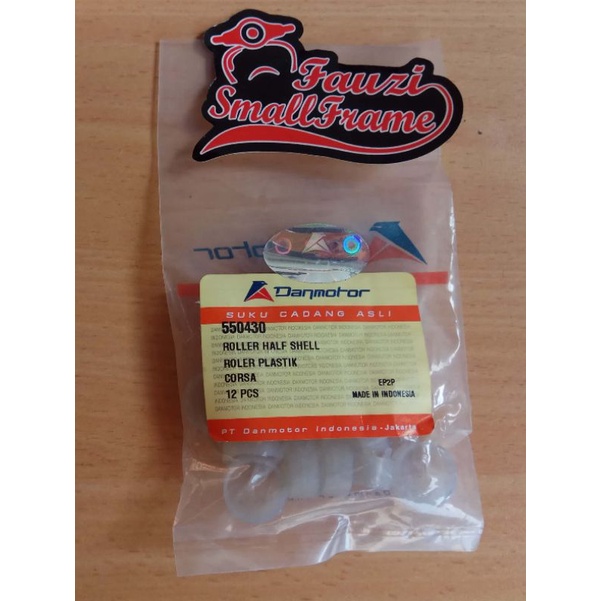 Fauzi
SmallFrame
Danmotor
Danmotor
SUKU CADANG ASLI
550430
ROLLER HALF SHELL
ROLER PLASTIK
CORSA
12 PCS
EP2P
MADE IN INDONESIA
PT Danmotor Indonesia - Jakarta